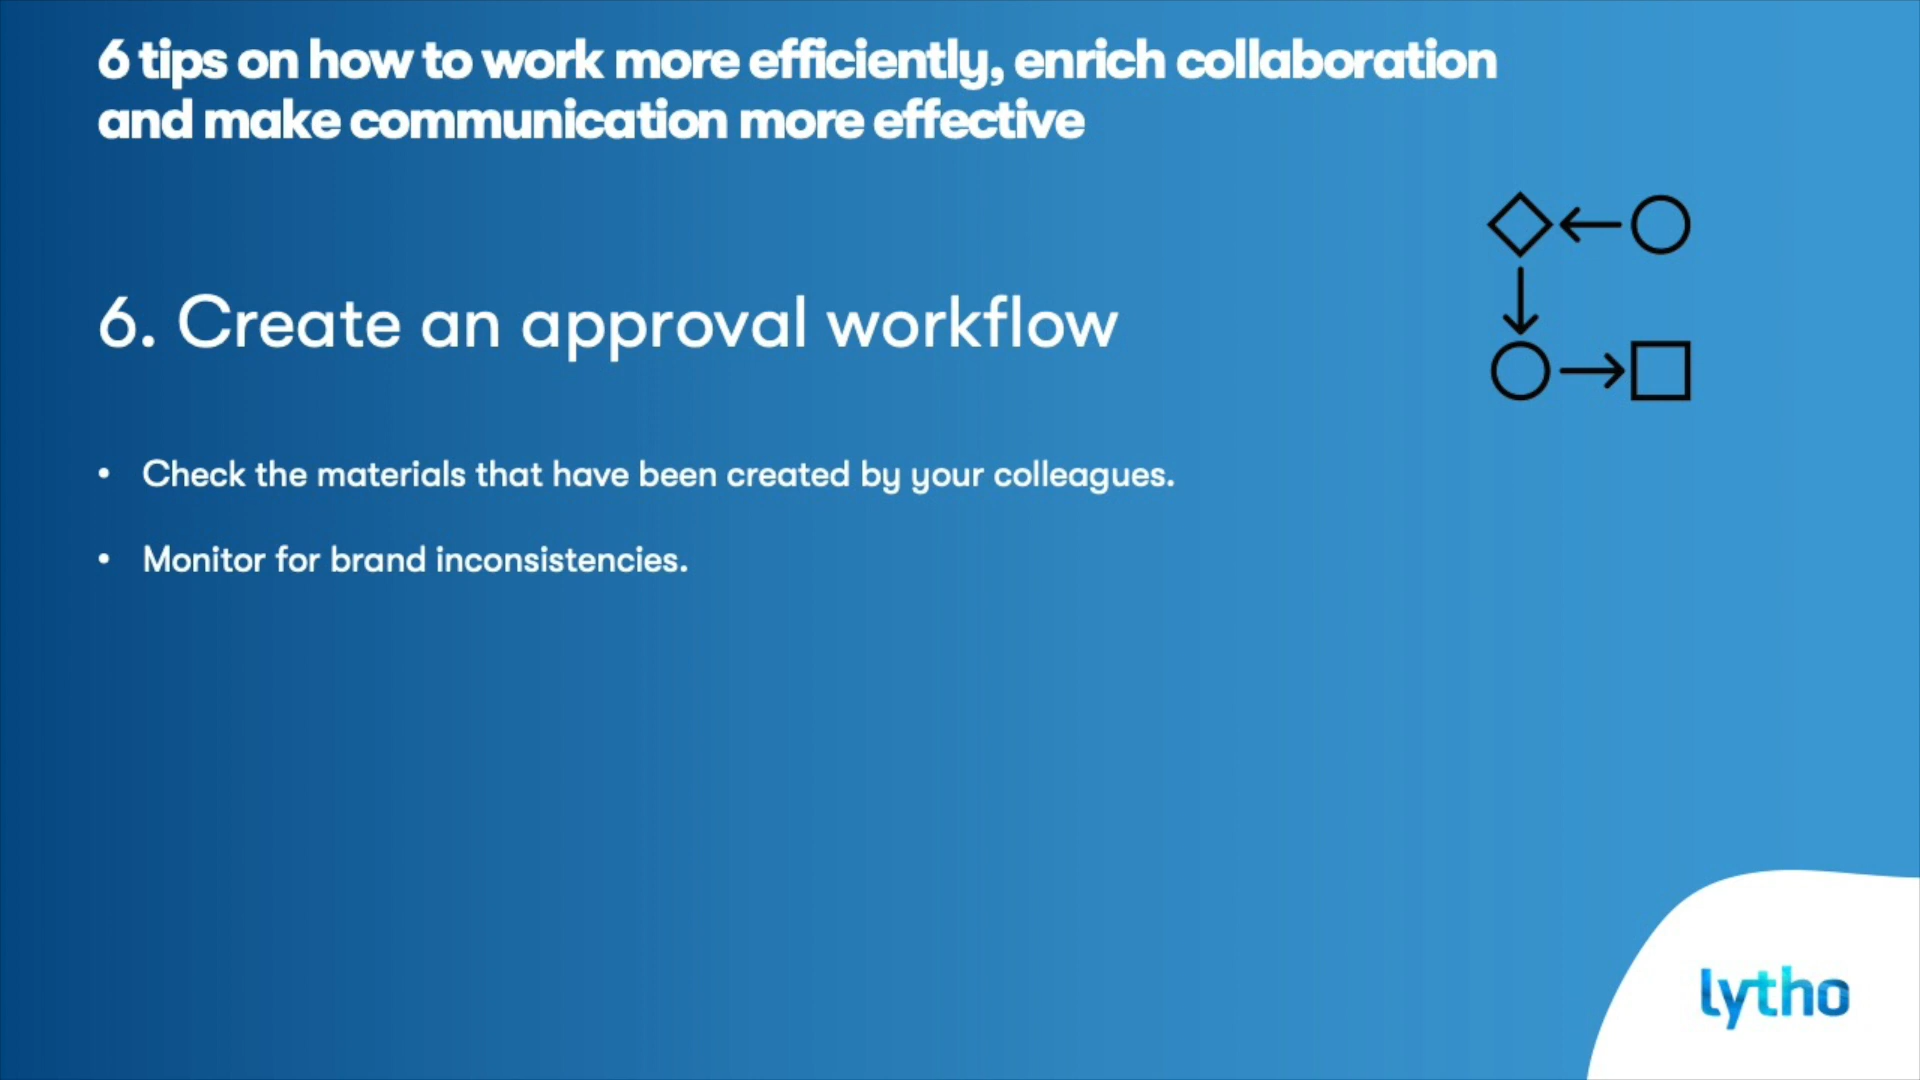 6 tips on how to work more efficiently, enrich collaboration
and make communication more effective
6. Create an approval workflow
• Check the materials that have been created by your colleagues.
• Monitor for brand inconsistencies.
lytho